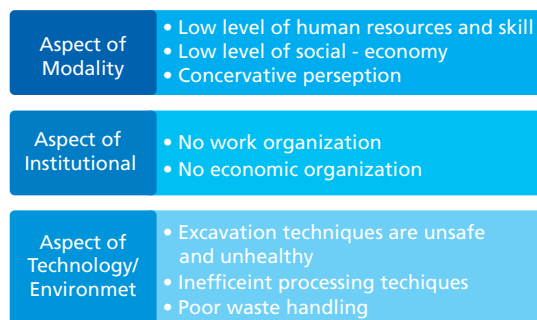 Aspect of
Modality
• Low level of human resources and skill
• Low level of social - economy
• Concervative perseption
Aspect of
Institutional
• No work organization
• No economic organization
Aspect of
Technology/
Environmet
• Excavation techniques are unsafe
and unhealthy
• Inefficeint processing techiques
• Poor waste handling